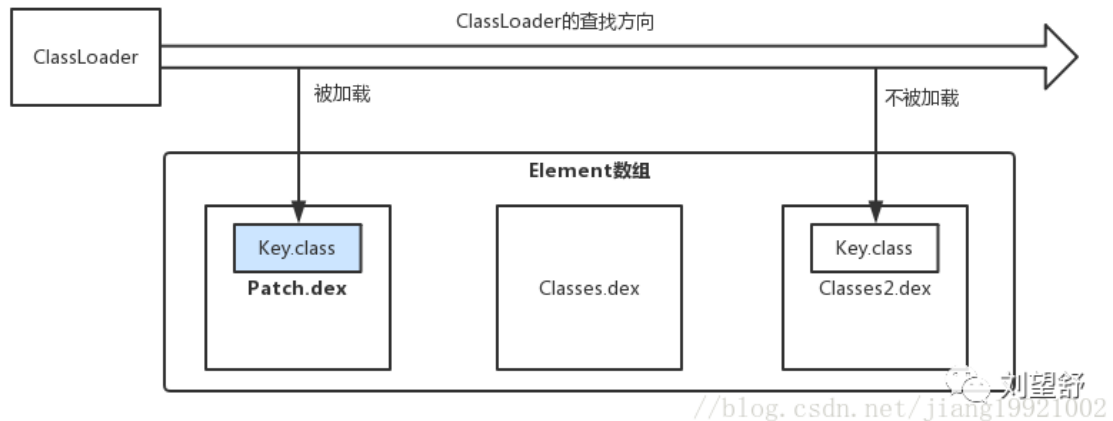 ClassLoader的查找方向
ClassLoader
被加载
不被加载
Element数组
Key.class
Patch.dex
Classes.dex
Key.class
Classes2.dex
刘望舒
//blog.csdn.net/jiang19921002